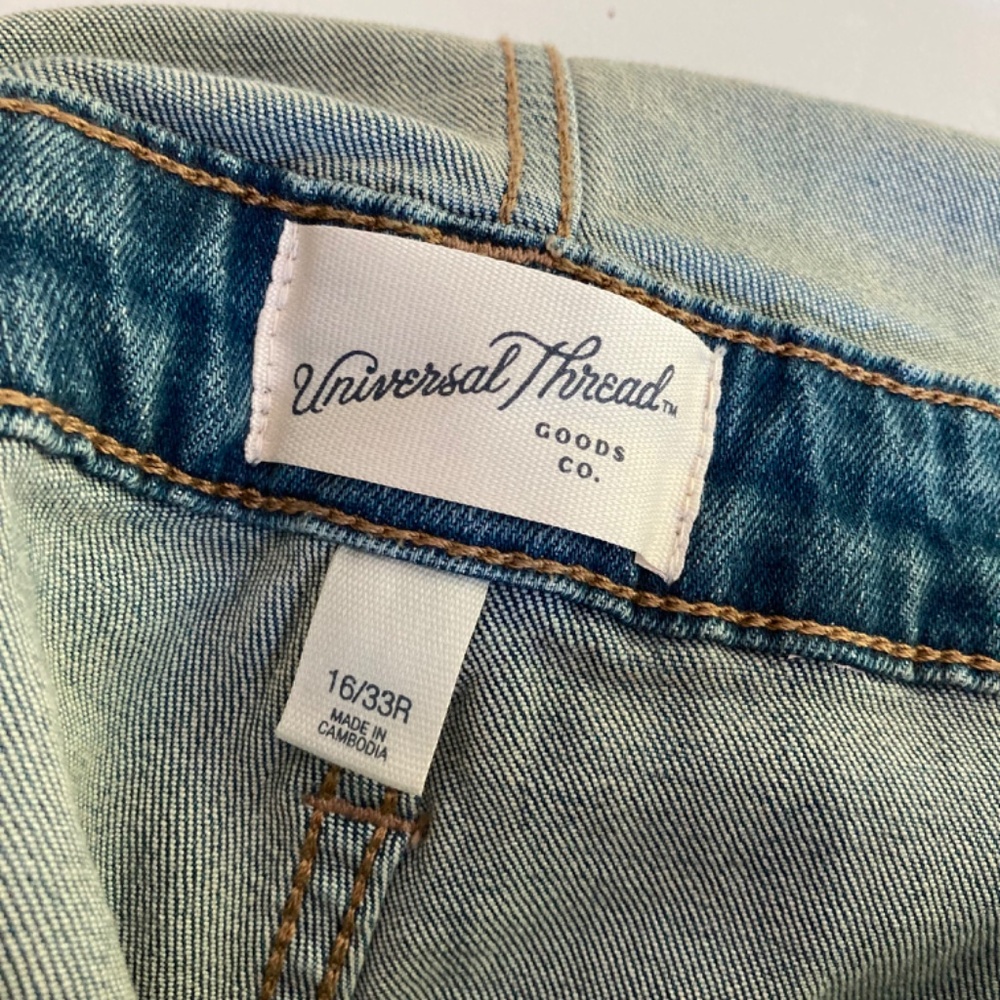 Universal Thread™
GOODS
CO.
16/33R
MADE IN
CAMBODIA